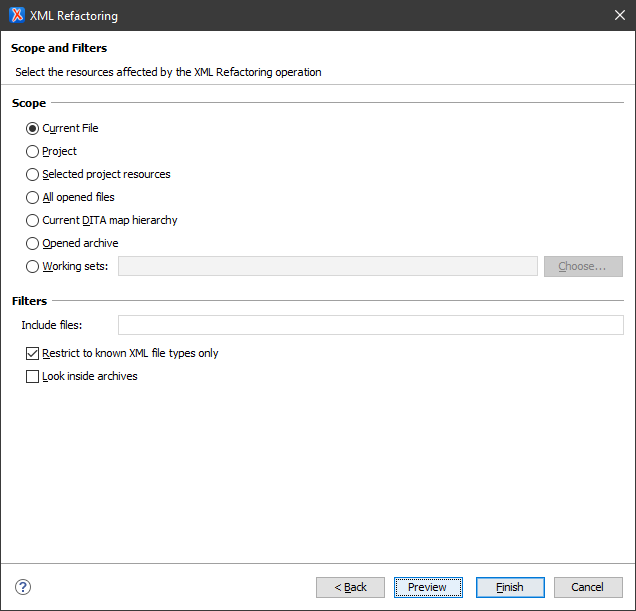 XML Refactoring
Scope and Filters
Select the resources affected by the XML Refactoring operation
Scope
Current File
Project
Selected project resources
All opened files
Current DITA map hierarchy
Opened archive
Working sets: Choose...
Filters
Include files:
Restrict to known XML file types only
Look inside archives
? < Back Preview Finish Cancel